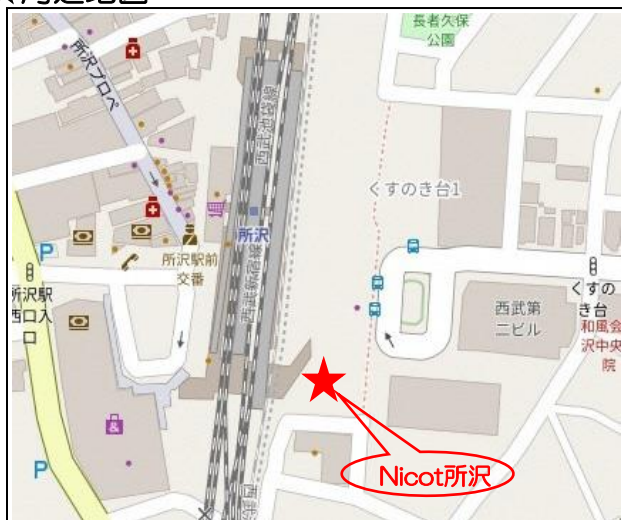 長者久保
公園
所沢プロペ
西武池袋線
くすのき台1
所沢
所沢駅前
交番
西武新宿線
P
所沢駅
西口入
口
くすの
き台
西武第
二ビル
和風会
沢中央
院
&
P
Nicot所沢
西武